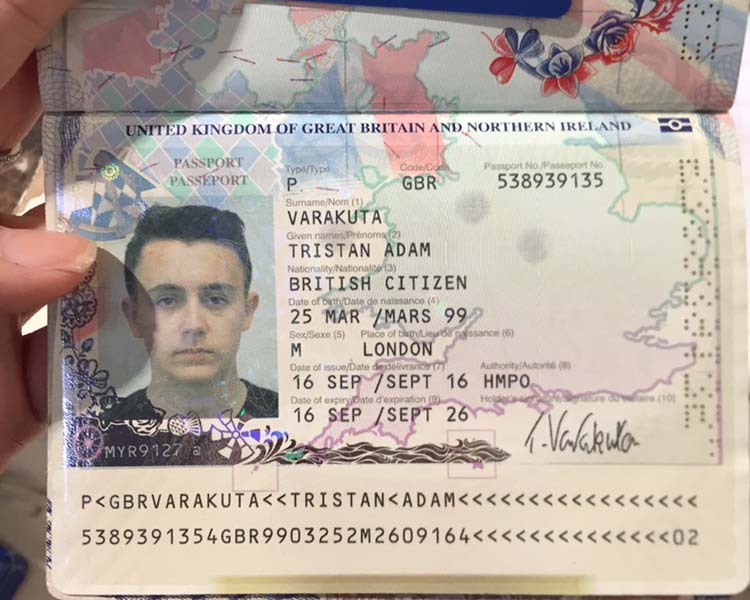 UNITED KINGDOM OF GREAT BRITAIN AND NORTHERN IRELAND
PASSPORT
PASSEPORT
Type/Type Code/Code Passport No./Passeport No.
P GBR 538939135
Surname/Nom (1)
VARAKUTA
Given names/Prénoms (2)
TRISTAN ADAM
Nationality/Nationalité (3)
BRITISH CITIZEN
Date of birth/Date de naissance (4)
25 MAR /MARS 99
Sex/Sexe (5) Place of birth/Lieu de naissance (6)
M LONDON
Date of issue/Date de délivrance (7) Authority/Autorité (8)
16 SEP /SEPT 16 HMPO
Date of expiry/Date d'expiration (9) Holder's signature/Signature du titulaire (10)
16 SEP /SEPT 26
T. Varakuta
MYR9127
P<GBRVARAKUTA<<TRISTAN<ADAM<<<<<<<<<<<<<<<<<
5389391354GBR9903252M2609164<<<<<<<<<<<<<<02